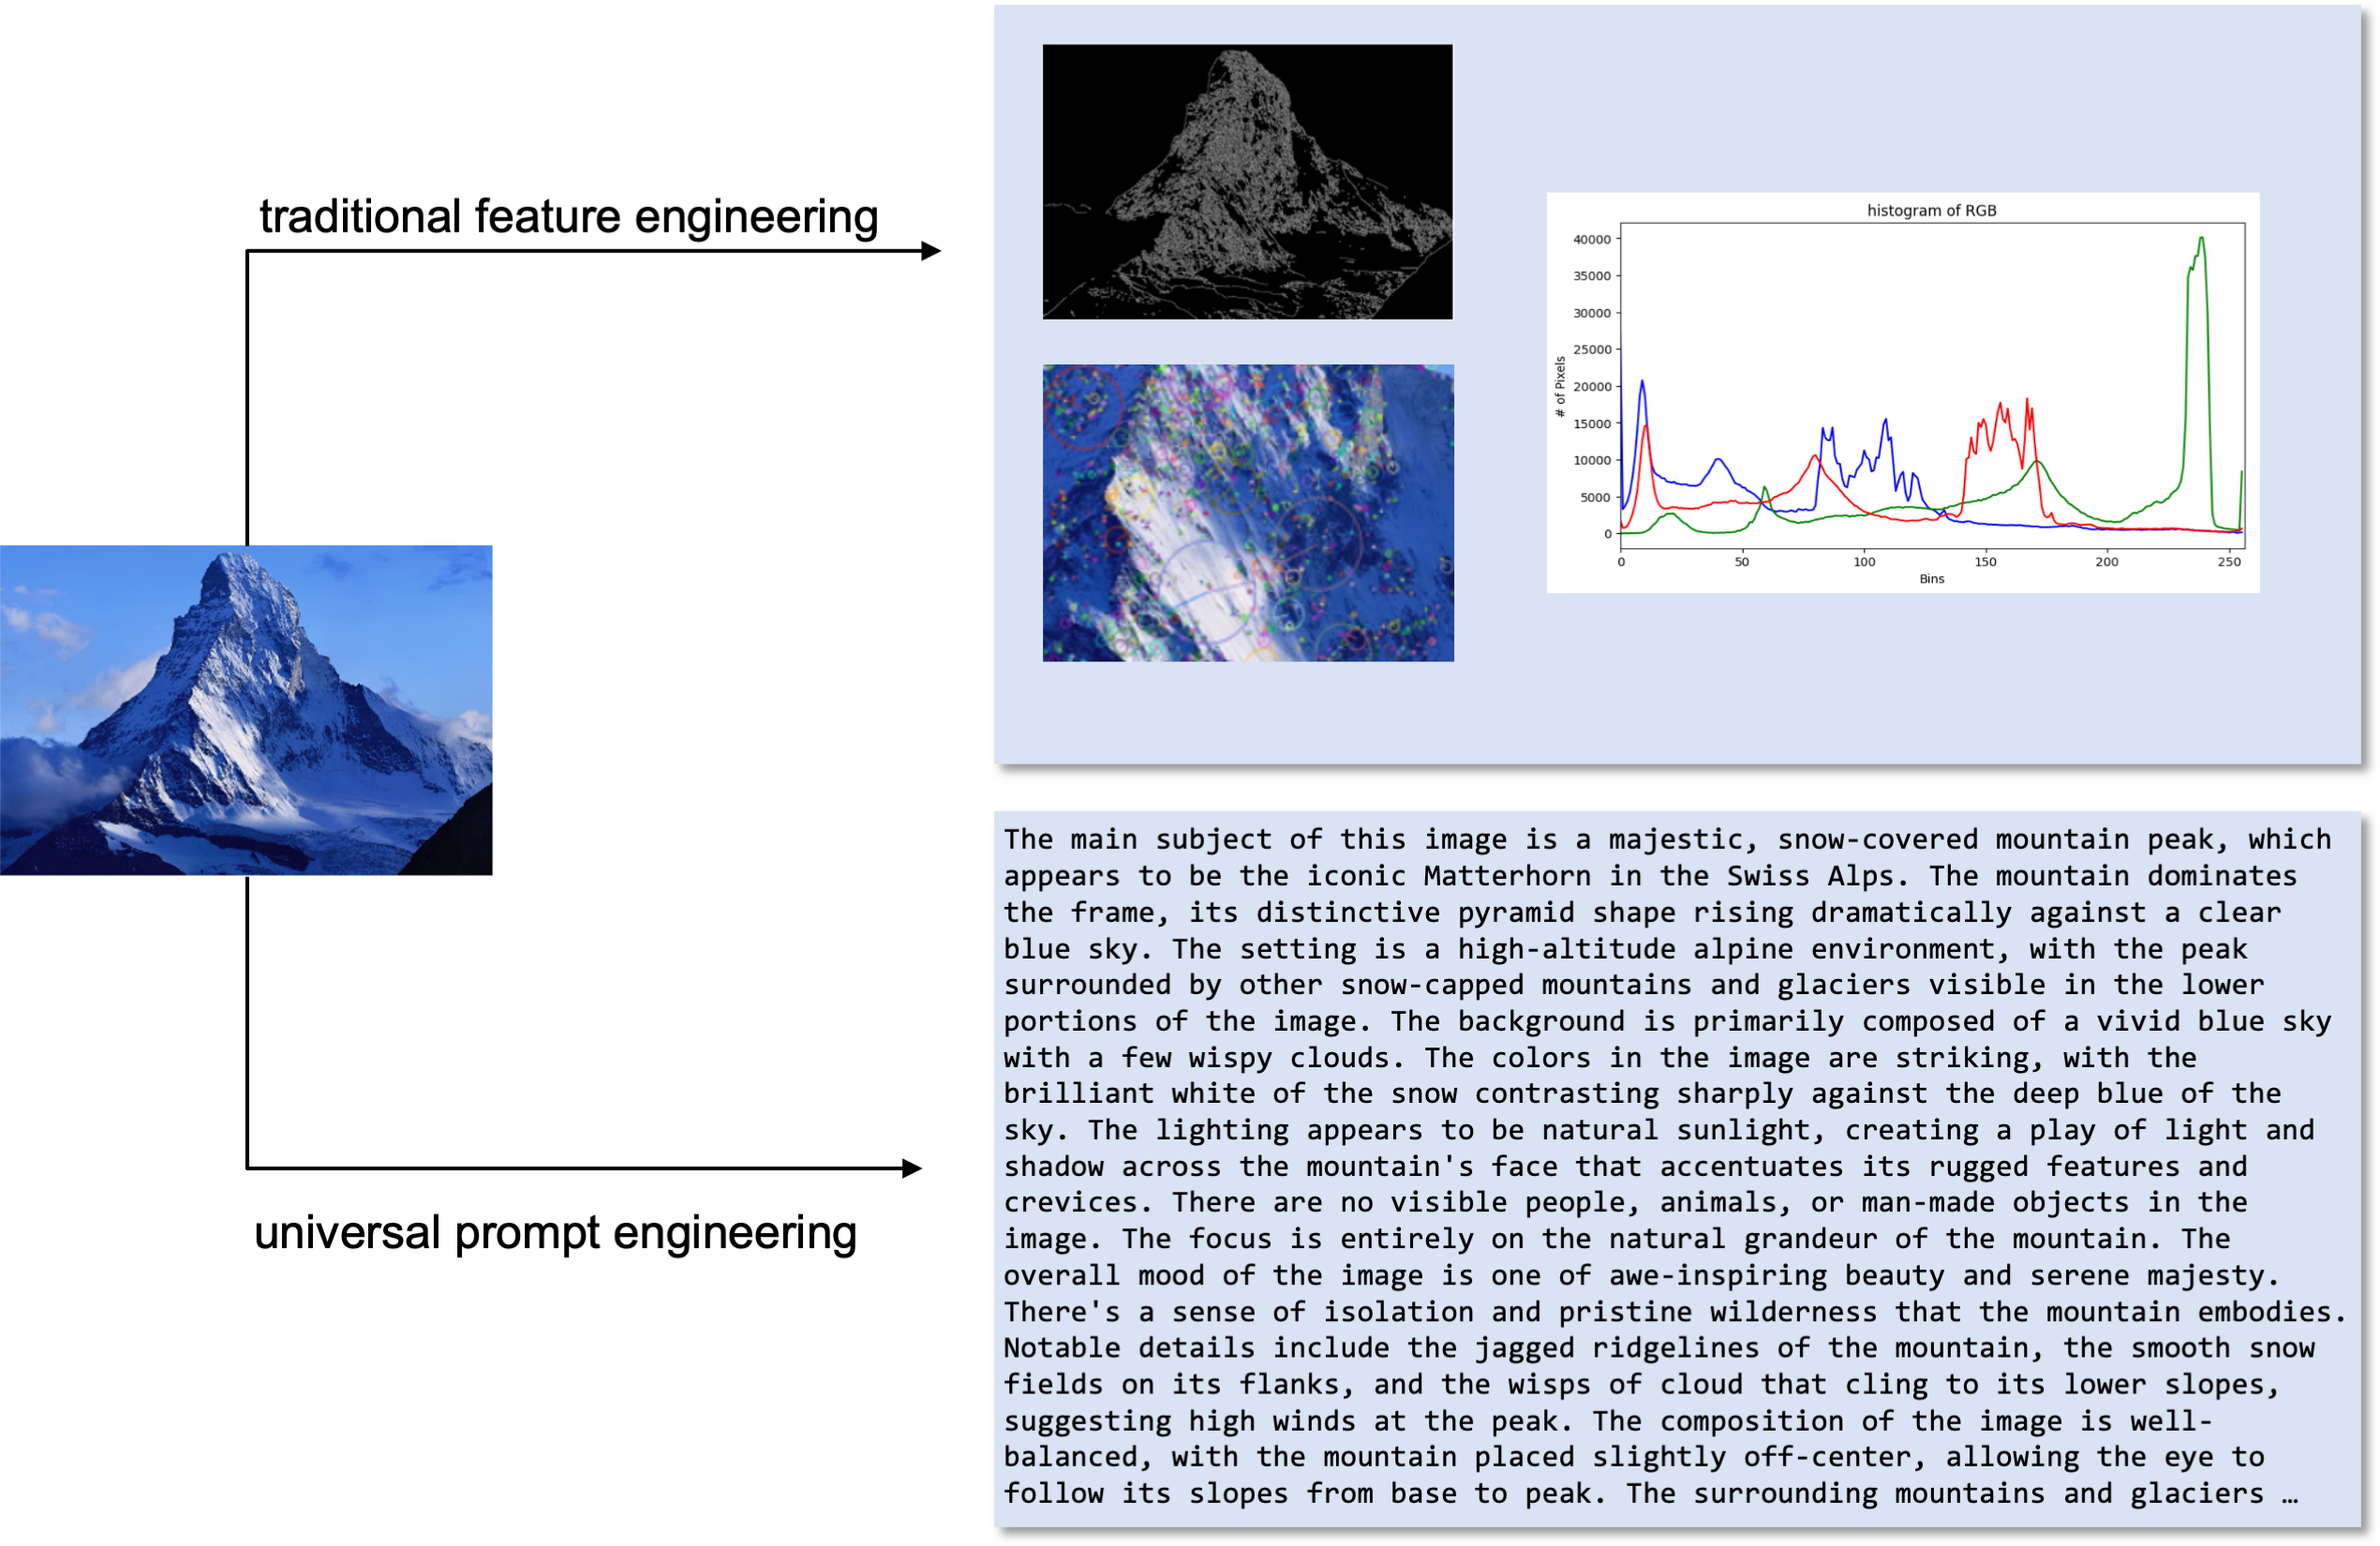 traditional feature engineering
histogram of RGB
40000
35000
30000
25000
20000
15000
10000
5000
0
# of Pixels
0 50 100 150 200 250
Bins
universal prompt engineering
The main subject of this image is a majestic, snow-covered mountain peak, which
appears to be the iconic Matterhorn in the Swiss Alps. The mountain dominates
the frame, its distinctive pyramid shape rising dramatically against a clear
blue sky. The setting is a high-altitude alpine environment, with the peak
surrounded by other snow-capped mountains and glaciers visible in the lower
portions of the image. The background is primarily composed of a vivid blue sky
with a few wispy clouds. The colors in the image are striking, with the
brilliant white of the snow contrasting sharply against the deep blue of the
sky. The lighting appears to be natural sunlight, creating a play of light and
shadow across the mountain's face that accentuates its rugged features and
crevices. There are no visible people, animals, or man-made objects in the
image. The focus is entirely on the natural grandeur of the mountain. The
overall mood of the image is one of awe-inspiring beauty and serene majesty.
There's a sense of isolation and pristine wilderness that the mountain embodies.
Notable details include the jagged ridgelines of the mountain, the smooth snow
fields on its flanks, and the wisps of cloud that cling to its lower slopes,
suggesting high winds at the peak. The composition of the image is well-
balanced, with the mountain placed slightly off-center, allowing the eye to
follow its slopes from base to peak. The surrounding mountains and glaciers …